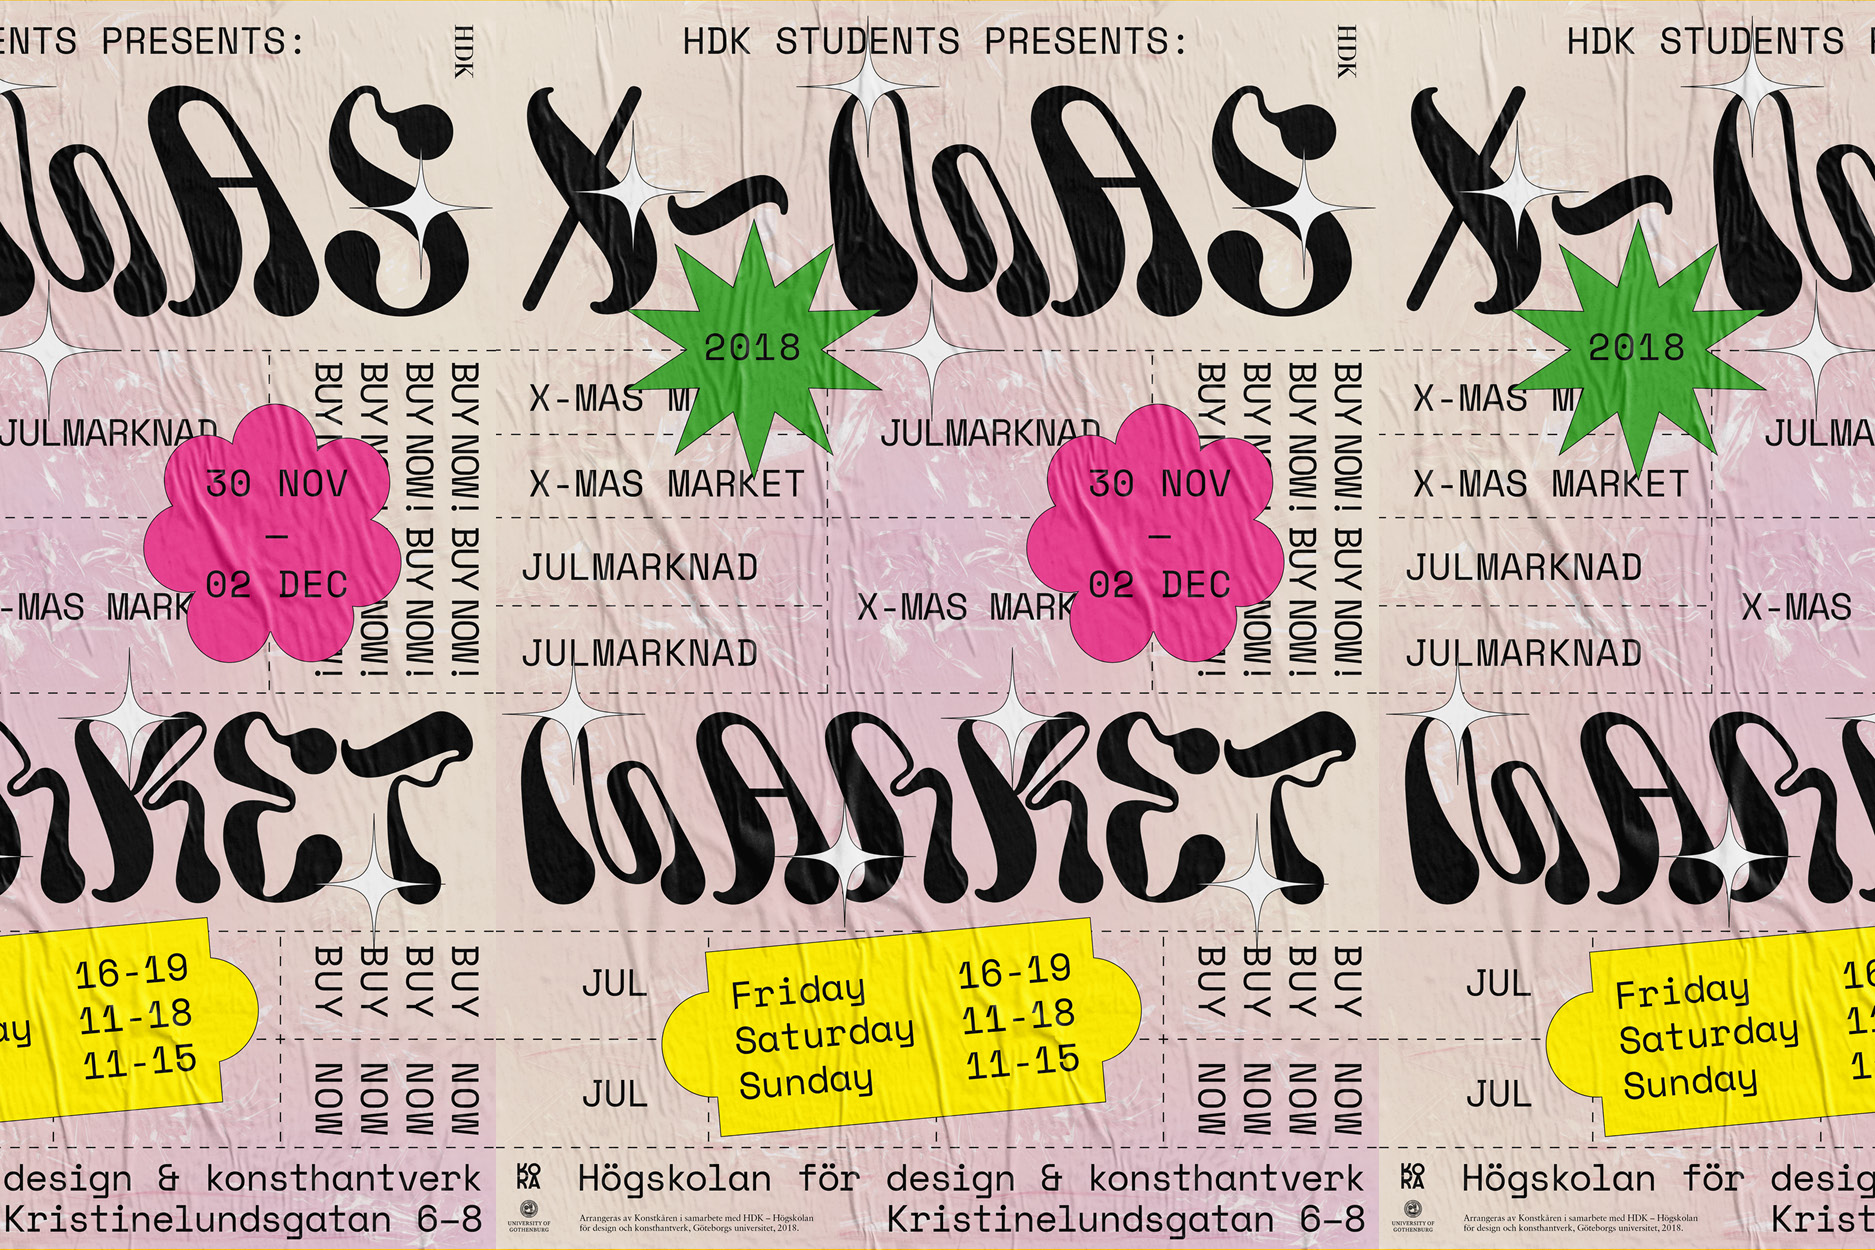 ENTS PRESENTS:
HDK
MAS
JULMARKNAD
-MAS MARK
30 NOV
—
02 DEC
BUY NOW! BUY NOW!
BUY NOW! BUY NOW!
BUY NOW!
BUY NOW!
RKET
ay
16-19
11-18
11-15
BUY BUY BUY BUY
NOW NOW NOW NOW
design & konsthantverk
Kristinelundsgatan 6–8
HDK STUDENTS PRESENTS:
HDK
X-MAS
2018
X-MAS M
X-MAS MARKET
JULMARKNAD
JULMARKNAD
JULMARKNAD
X-MAS MARK
30 NOV
—
02 DEC
BUY NOW! BUY NOW!
BUY NOW! BUY NOW!
BUY NOW!
BUY NOW!
MARKET
JUL
JUL
Friday 16-19
Saturday 11-18
Sunday 11-15
BUY BUY BUY BUY
NOW NOW NOW NOW
KO
RA
Högskolan för design & konsthantverk
Kristinelundsgatan 6–8
UNIVERSITY OF
GOTHENBURG
Arrangeras av Konstkåren i samarbete med HDK – Högskolan
för design och konsthantverk, Göteborgs universitet, 2018.
HDK STUDENTS P
X-M
2018
X-MAS M
X-MAS MARKET
JULMARKNAD
JULMARKNAD
JULMA
X-MAS
MAR
JUL
JUL
Friday 16
Saturday 11
Sunday 1
KO
RA
Högskolan för desig
Krist
UNIVERSITY OF
GOTHENBURG
Arrangeras av Konstkåren i samarbete med HDK – Högskolan
för design och konsthantverk, Göteborgs universitet, 2018.